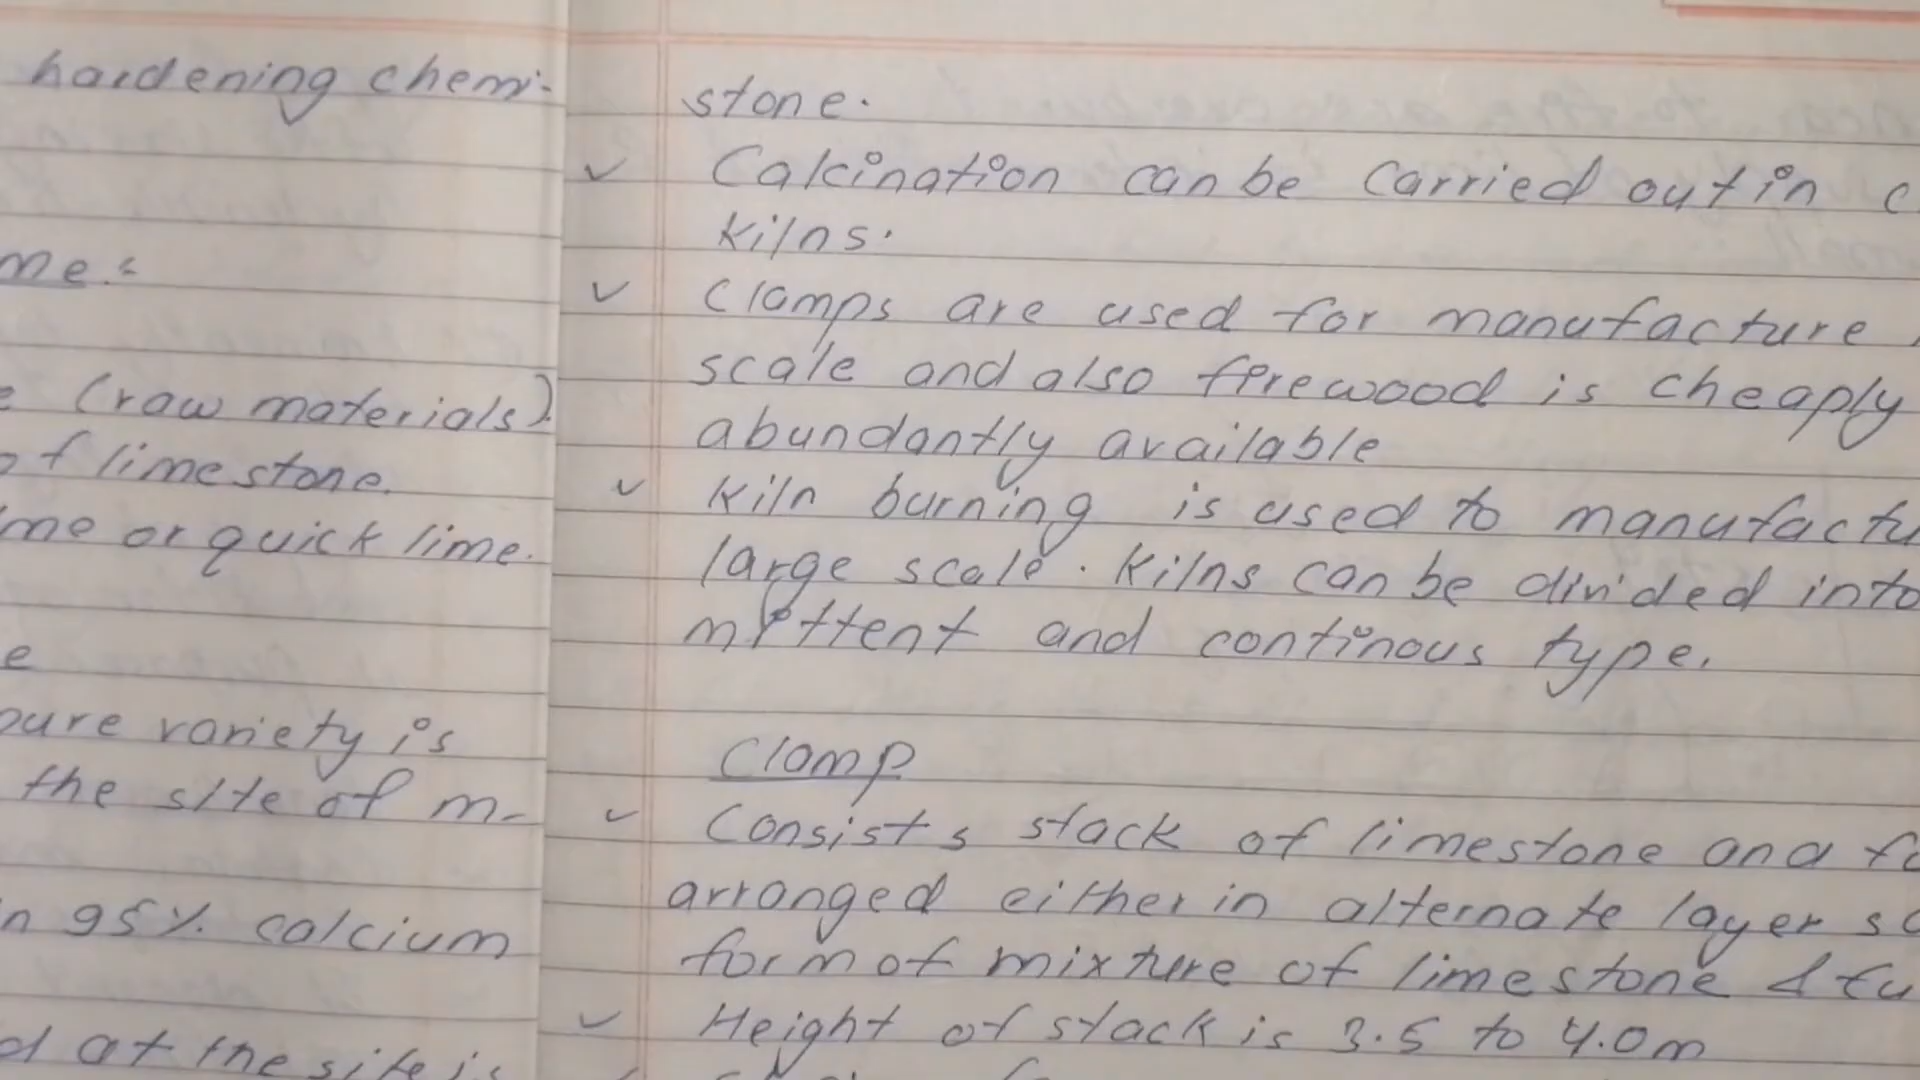 hardening chemi-
me:
(raw materials).
of limestone.
me or quick lime.
e
pure variety is
the site of m-
n 95% calcium
d at the site is
stone.
✓ Calcination can be carried out in c
kilns.
✓ Clamps are used for manufacture
scale and also firewood is cheaply
abundantly available
✓ Kiln burning is used to manufactu
large scale. Kilns can be divided into
mittent and continous type.
Clamp
✓ Consists stack of limestone and fu
arranged either in alternate layers
form of mixture of limestone & fu
✓ Height of stack is 3.5 to 4.0m